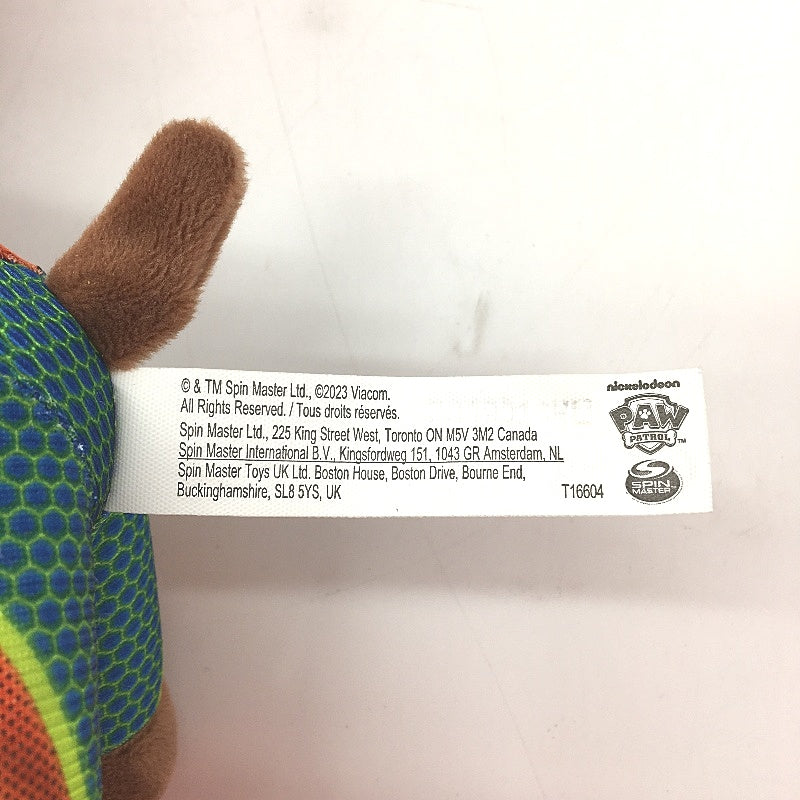 © & TM Spin Master Ltd., ©2023 Viacom.
All Rights Reserved. / Tous droits réservés.
Spin Master Ltd., 225 King Street West, Toronto ON M5V 3M2 Canada
Spin Master International B.V., Kingsfordweg 151, 1043 GR Amsterdam, NL
Spin Master Toys UK Ltd. Boston House, Boston Drive, Bourne End,
Buckinghamshire, SL8 5YS, UK
T16604
nickelodeon
PAW
PATROL™
SPIN
MASTER™